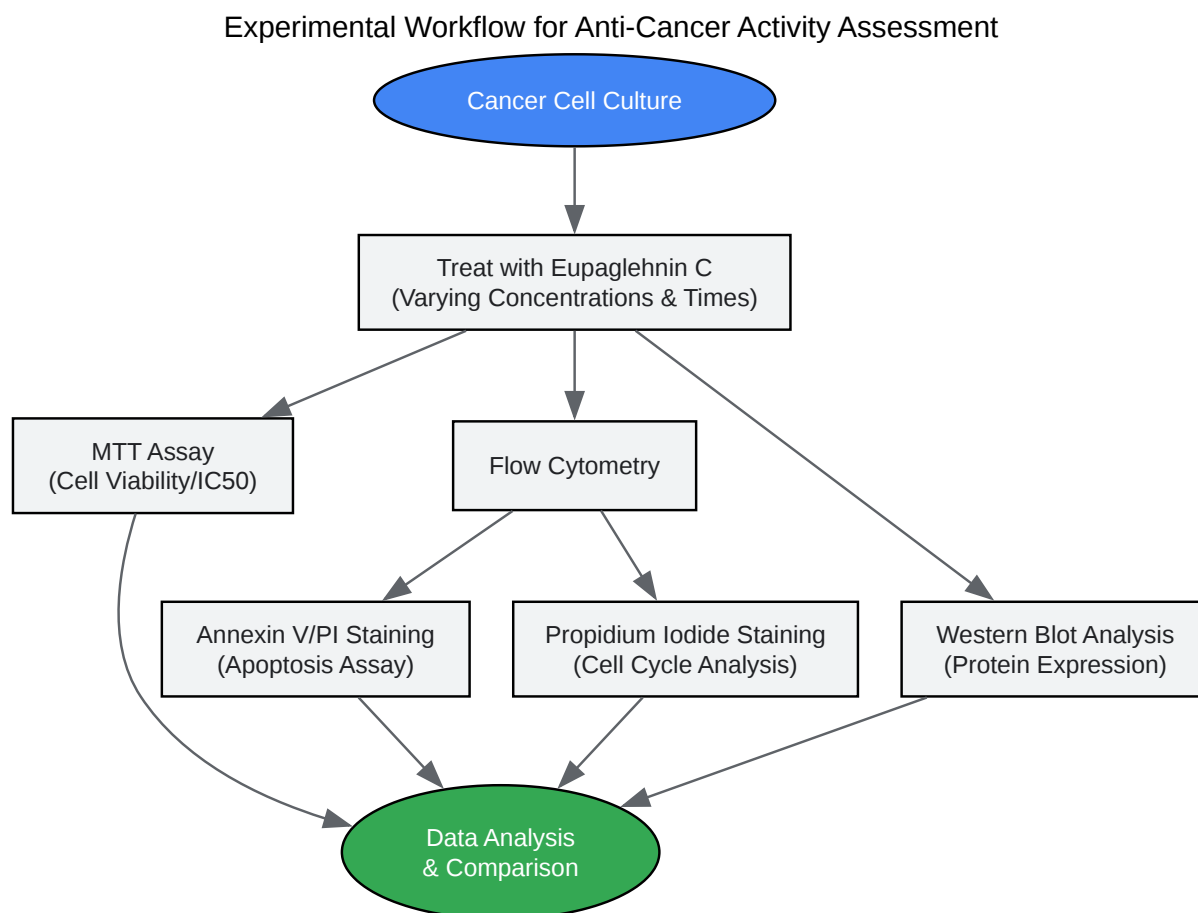 Experimental Workflow for Anti-Cancer Activity Assessment
Cancer Cell Culture
Treat with Eupaglehnin C
(Varying Concentrations & Times)
MTT Assay
(Cell Viability/IC50)
Flow Cytometry
Annexin V/PI Staining
(Apoptosis Assay)
Propidium Iodide Staining
(Cell Cycle Analysis)
Western Blot Analysis
(Protein Expression)
Data Analysis
& Comparison